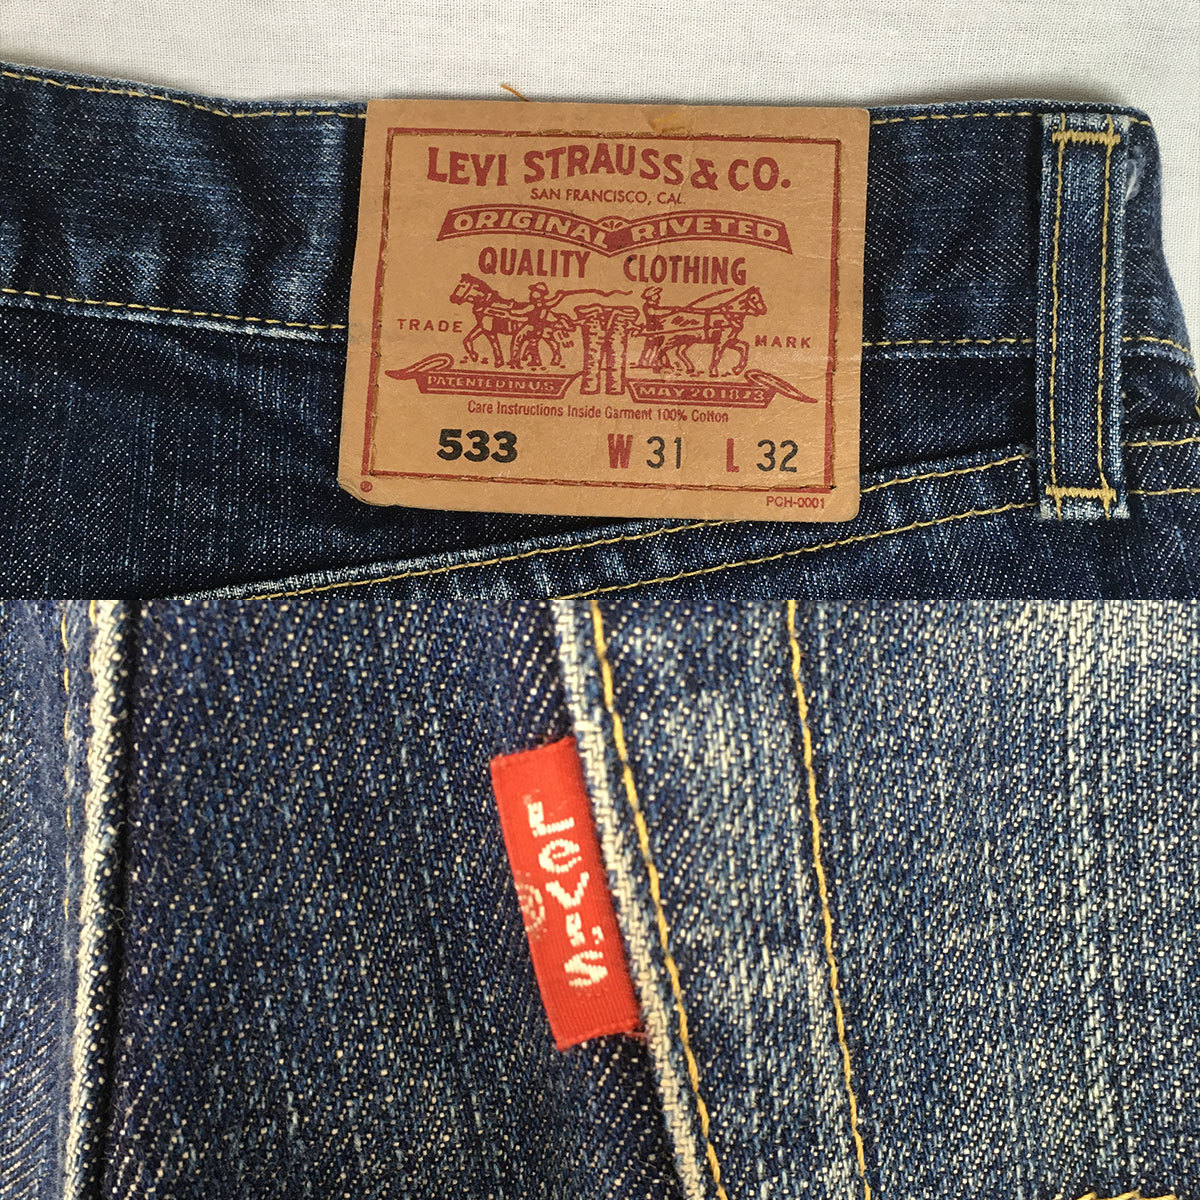 LEVI STRAUSS & CO.
SAN FRANCISCO, CAL.
ORIGINAL RIVETED
QUALITY CLOTHING
TRADE MARK
PATENTED IN U.S. MAY 20 1873
Care Instructions Inside Garment 100% Cotton
533 W 31 L 32
®
PCH-0001
LEVI'S
®